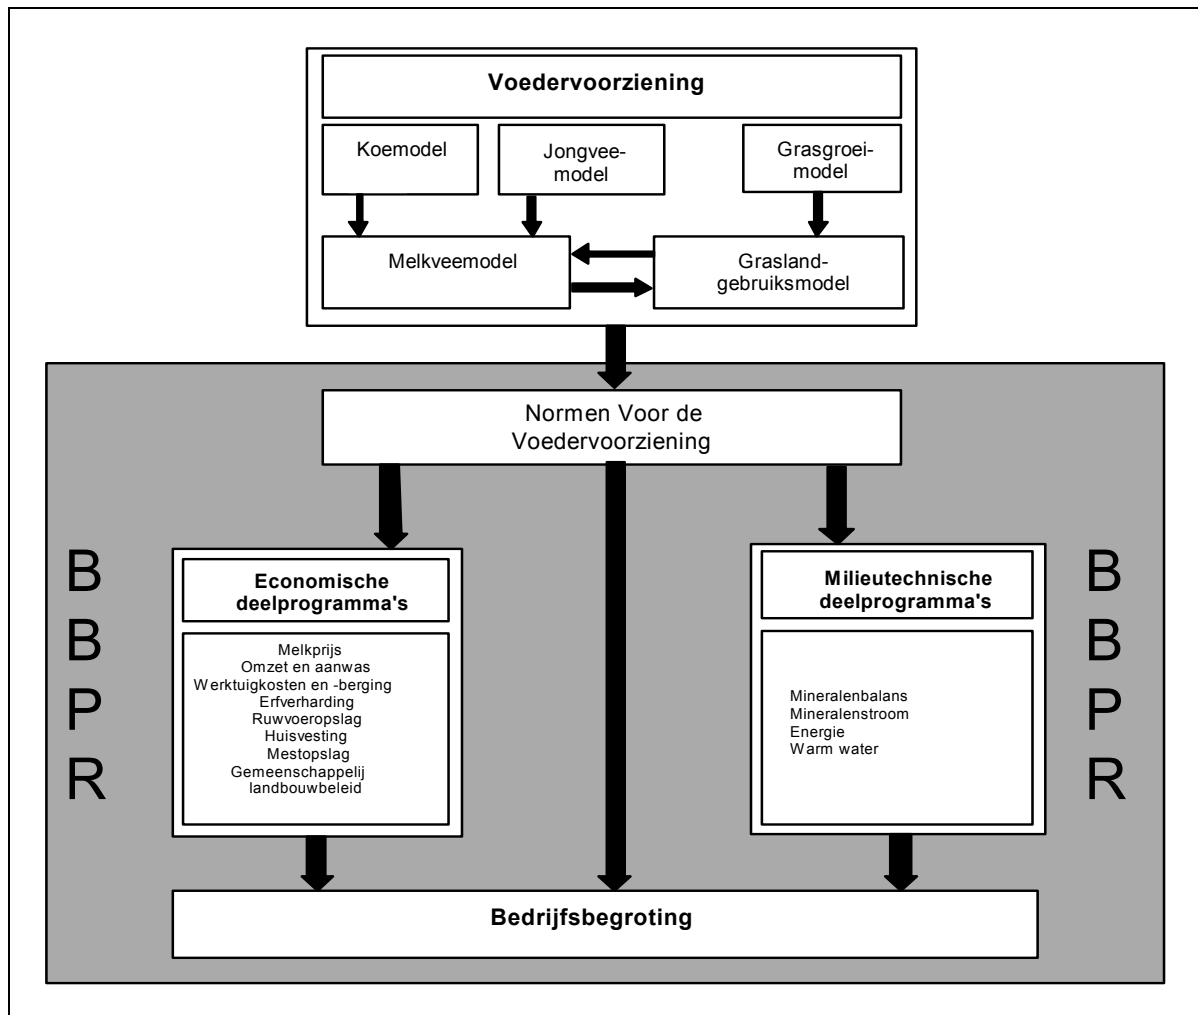 Voedervoorziening
Koemodel
Jongvee-
model
Grasgroei-
model
Melkveemodel
Grasland-
gebruiksmodel
Normen Voor de
Voedervoorziening
B
B
P
R
Economische
deelprogramma's
Melkprijs
Omzet en aanwas
Werktuigkosten en -berging
Erfverharding
Ruwvoeropslag
Huisvesting
Mestopslag
Gemeenschappelij
landbouwbeleid
Milieutechnische
deelprogramma's
Mineralenbalans
Mineralenstroom
Energie
Warm water
B
B
P
R
Bedrijfsbegroting